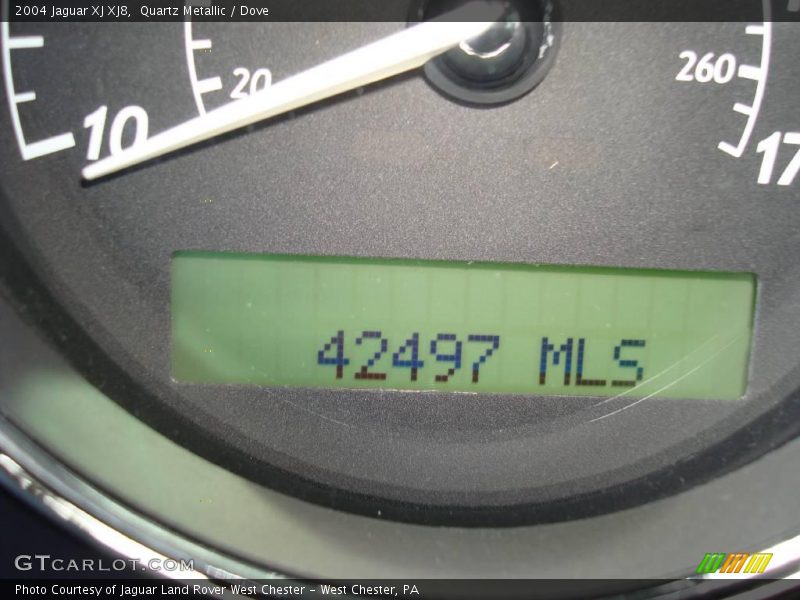 2004 Jaguar XJ XJ8, Quartz Metallic / Dove
20
260
10
17
42497 MLS
GTCARLOT.COM
Photo Courtesy of Jaguar Land Rover West Chester – West Chester, PA